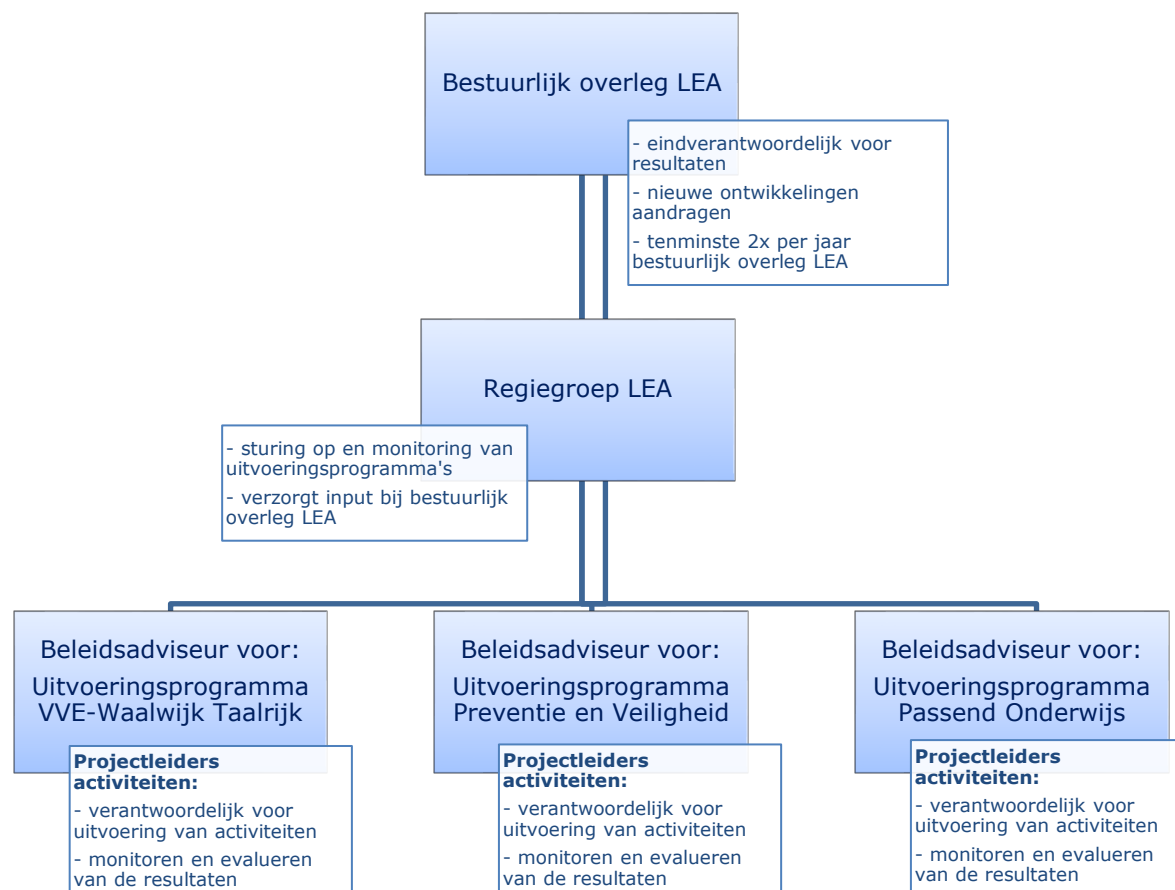 Bestuurlijk overleg LEA
- eindverantwoordelijk voor
resultaten
- nieuwe ontwikkelingen
aandragen
- tenminste 2x per jaar
bestuurlijk overleg LEA
Regiegroep LEA
- sturing op en monitoring van
uitvoeringsprogramma's
- verzorgt input bij bestuurlijk
overleg LEA
Beleidsadviseur voor:
Uitvoeringsprogramma
VVE-Waalwijk Taalrijk
Projectleiders
activiteiten:
- verantwoordelijk voor
uitvoering van activiteiten
- monitoren en evalueren
van de resultaten
Beleidsadviseur voor:
Uitvoeringsprogramma
Preventie en Veiligheid
Projectleiders
activiteiten:
- verantwoordelijk voor
uitvoering van activiteiten
- monitoren en evalueren
van de resultaten
Beleidsadviseur voor:
Uitvoeringsprogramma
Passend Onderwijs
Projectleiders
activiteiten:
- verantwoordelijk voor
uitvoering van activiteiten
- monitoren en evalueren
van de resultaten